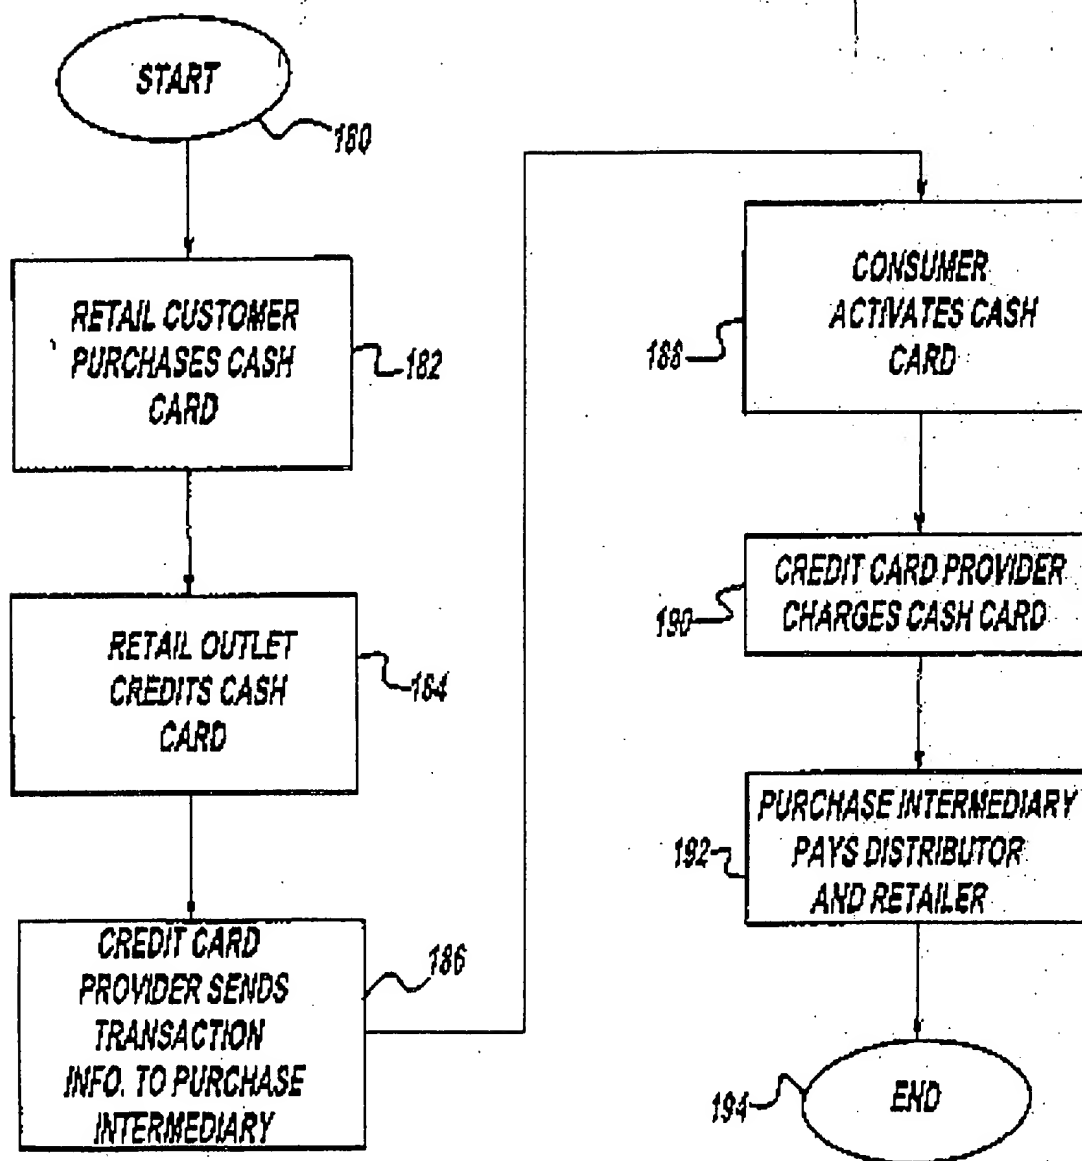 START
180
RETAIL CUSTOMER
PURCHASES CASH
CARD
182
RETAIL OUTLET
CREDITS CASH
CARD
184
CREDIT CARD
PROVIDER SENDS
TRANSACTION
INFO. TO PURCHASE
INTERMEDIARY
186
CONSUMER
ACTIVATES CASH
CARD
188
CREDIT CARD PROVIDER
CHARGES CASH CARD
190
PURCHASE INTERMEDIARY
PAYS DISTRIBUTOR
AND RETAILER
192
END
194